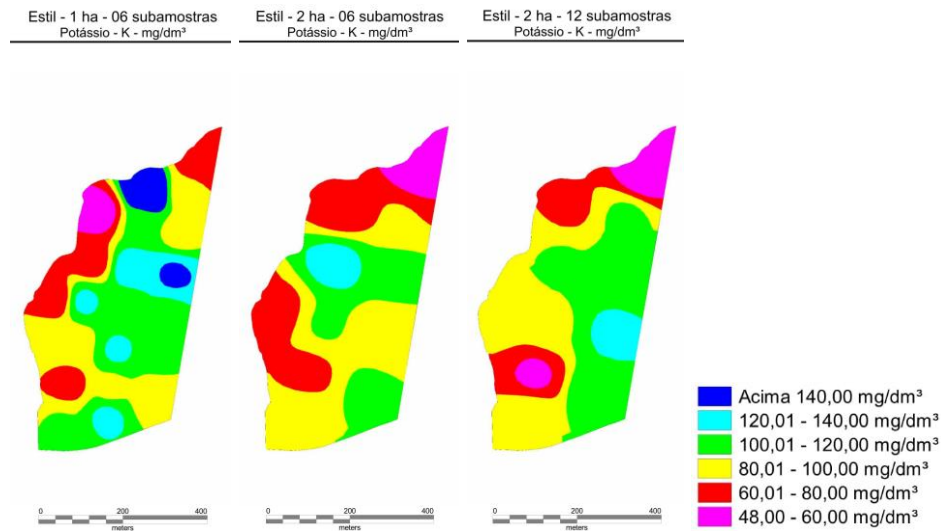 Estil - 1 ha - 06 subamostras
Potássio - K - mg/dm³
Estil - 2 ha - 06 subamostras
Potássio - K - mg/dm³
Estil - 2 ha - 12 subamostras
Potássio - K - mg/dm³
Acima 140,00 mg/dm³
120,01 - 140,00 mg/dm³
100,01 - 120,00 mg/dm³
80,01 - 100,00 mg/dm³
60,01 - 80,00 mg/dm³
48,00 - 60,00 mg/dm³
0 200 400
meters
0 200 400
meters
0 200 400
meters